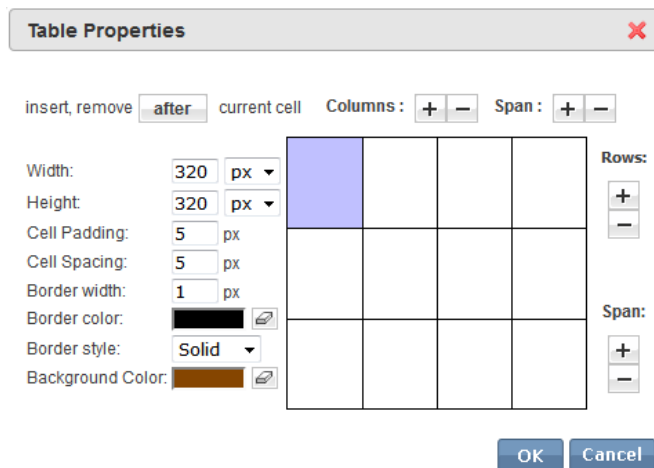 Table Properties
insert, remove after current cell Columns : + − Span : + −
Width: 320 px
Height: 320 px
Cell Padding: 5 px
Cell Spacing: 5 px
Border width: 1 px
Border color:
Border style: Solid
Background Color:
Rows:
+
−
Span:
+
−
OK Cancel